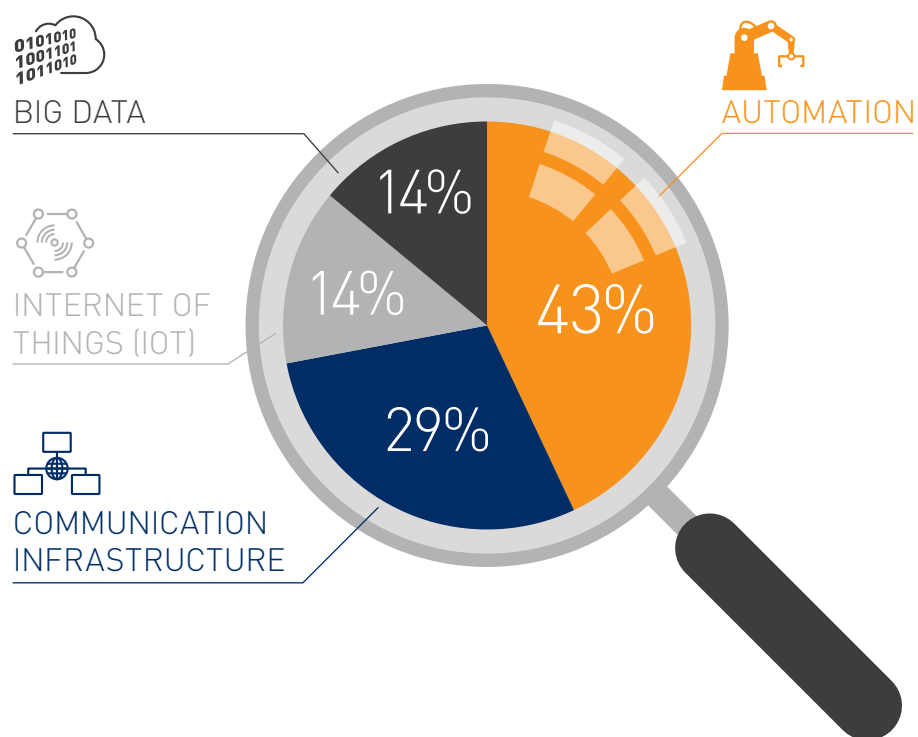 0101010
1001101
1011010
BIG DATA
AUTOMATION
14%
INTERNET OF
THINGS (IOT)
14%
43%
29%
COMMUNICATION
INFRASTRUCTURE